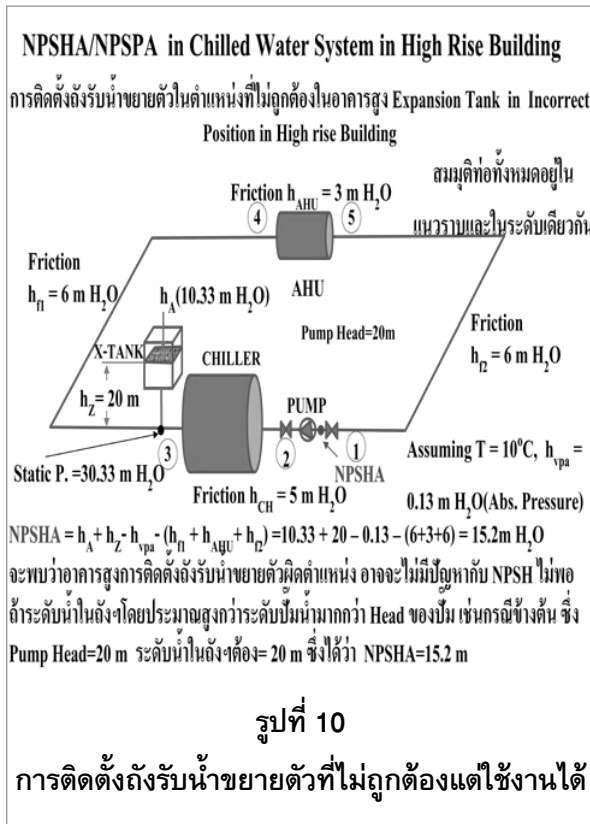 NPSHA/NPSPA in Chilled Water System in High Rise Building
การติดตั้งถังรับน้ำขยายตัวในตำแหน่งที่ไม่ถูกต้องในอาคารสูง Expansion Tank in Incorrect
Position in High rise Building
สมมุติท่อทั้งหมดอยู่ใน
แนวราบและในระดับเดียวกัน
Friction h_AHU = 3 m H₂O
4
5
AHU
Friction
h_f1 = 6 m H₂O
h_A(10.33 m H₂O)
X-TANK
h_Z = 20 m
CHILLER
Pump Head=20m
Friction
h_f2 = 6 m H₂O
PUMP
3
2
1
NPSHA
Static P. =30.33 m H₂O
Friction h_CH = 5 m H₂O
Assuming T = 10⁰C, h_vpa =
0.13 m H₂O(Abs. Pressure)
NPSHA = h_A + h_Z - h_vpa - (h_f1 + h_AHU + h_f2) =10.33 + 20 – 0.13 – (6+3+6) = 15.2m H₂O
จะพบว่าอาคารสูงการติดตั้งถังรับน้ำขยายตัวผิดตำแหน่ง อาจจะไม่มีปัญหากับ NPSH ไม่พอ
ถ้าระดับน้ำในถังฯโดยประมาณสูงกว่าระดับปั๊มน้ำมากกว่า Head ของปั๊ม เช่นกรณีข้างต้น ซึ่ง
Pump Head=20 m ระดับน้ำในถังฯต้อง= 20 m ซึ่งได้ว่า NPSHA=15.2 m
รูปที่ 10
การติดตั้งถังรับน้ำขยายตัวที่ไม่ถูกต้องแต่ใช้งานได้